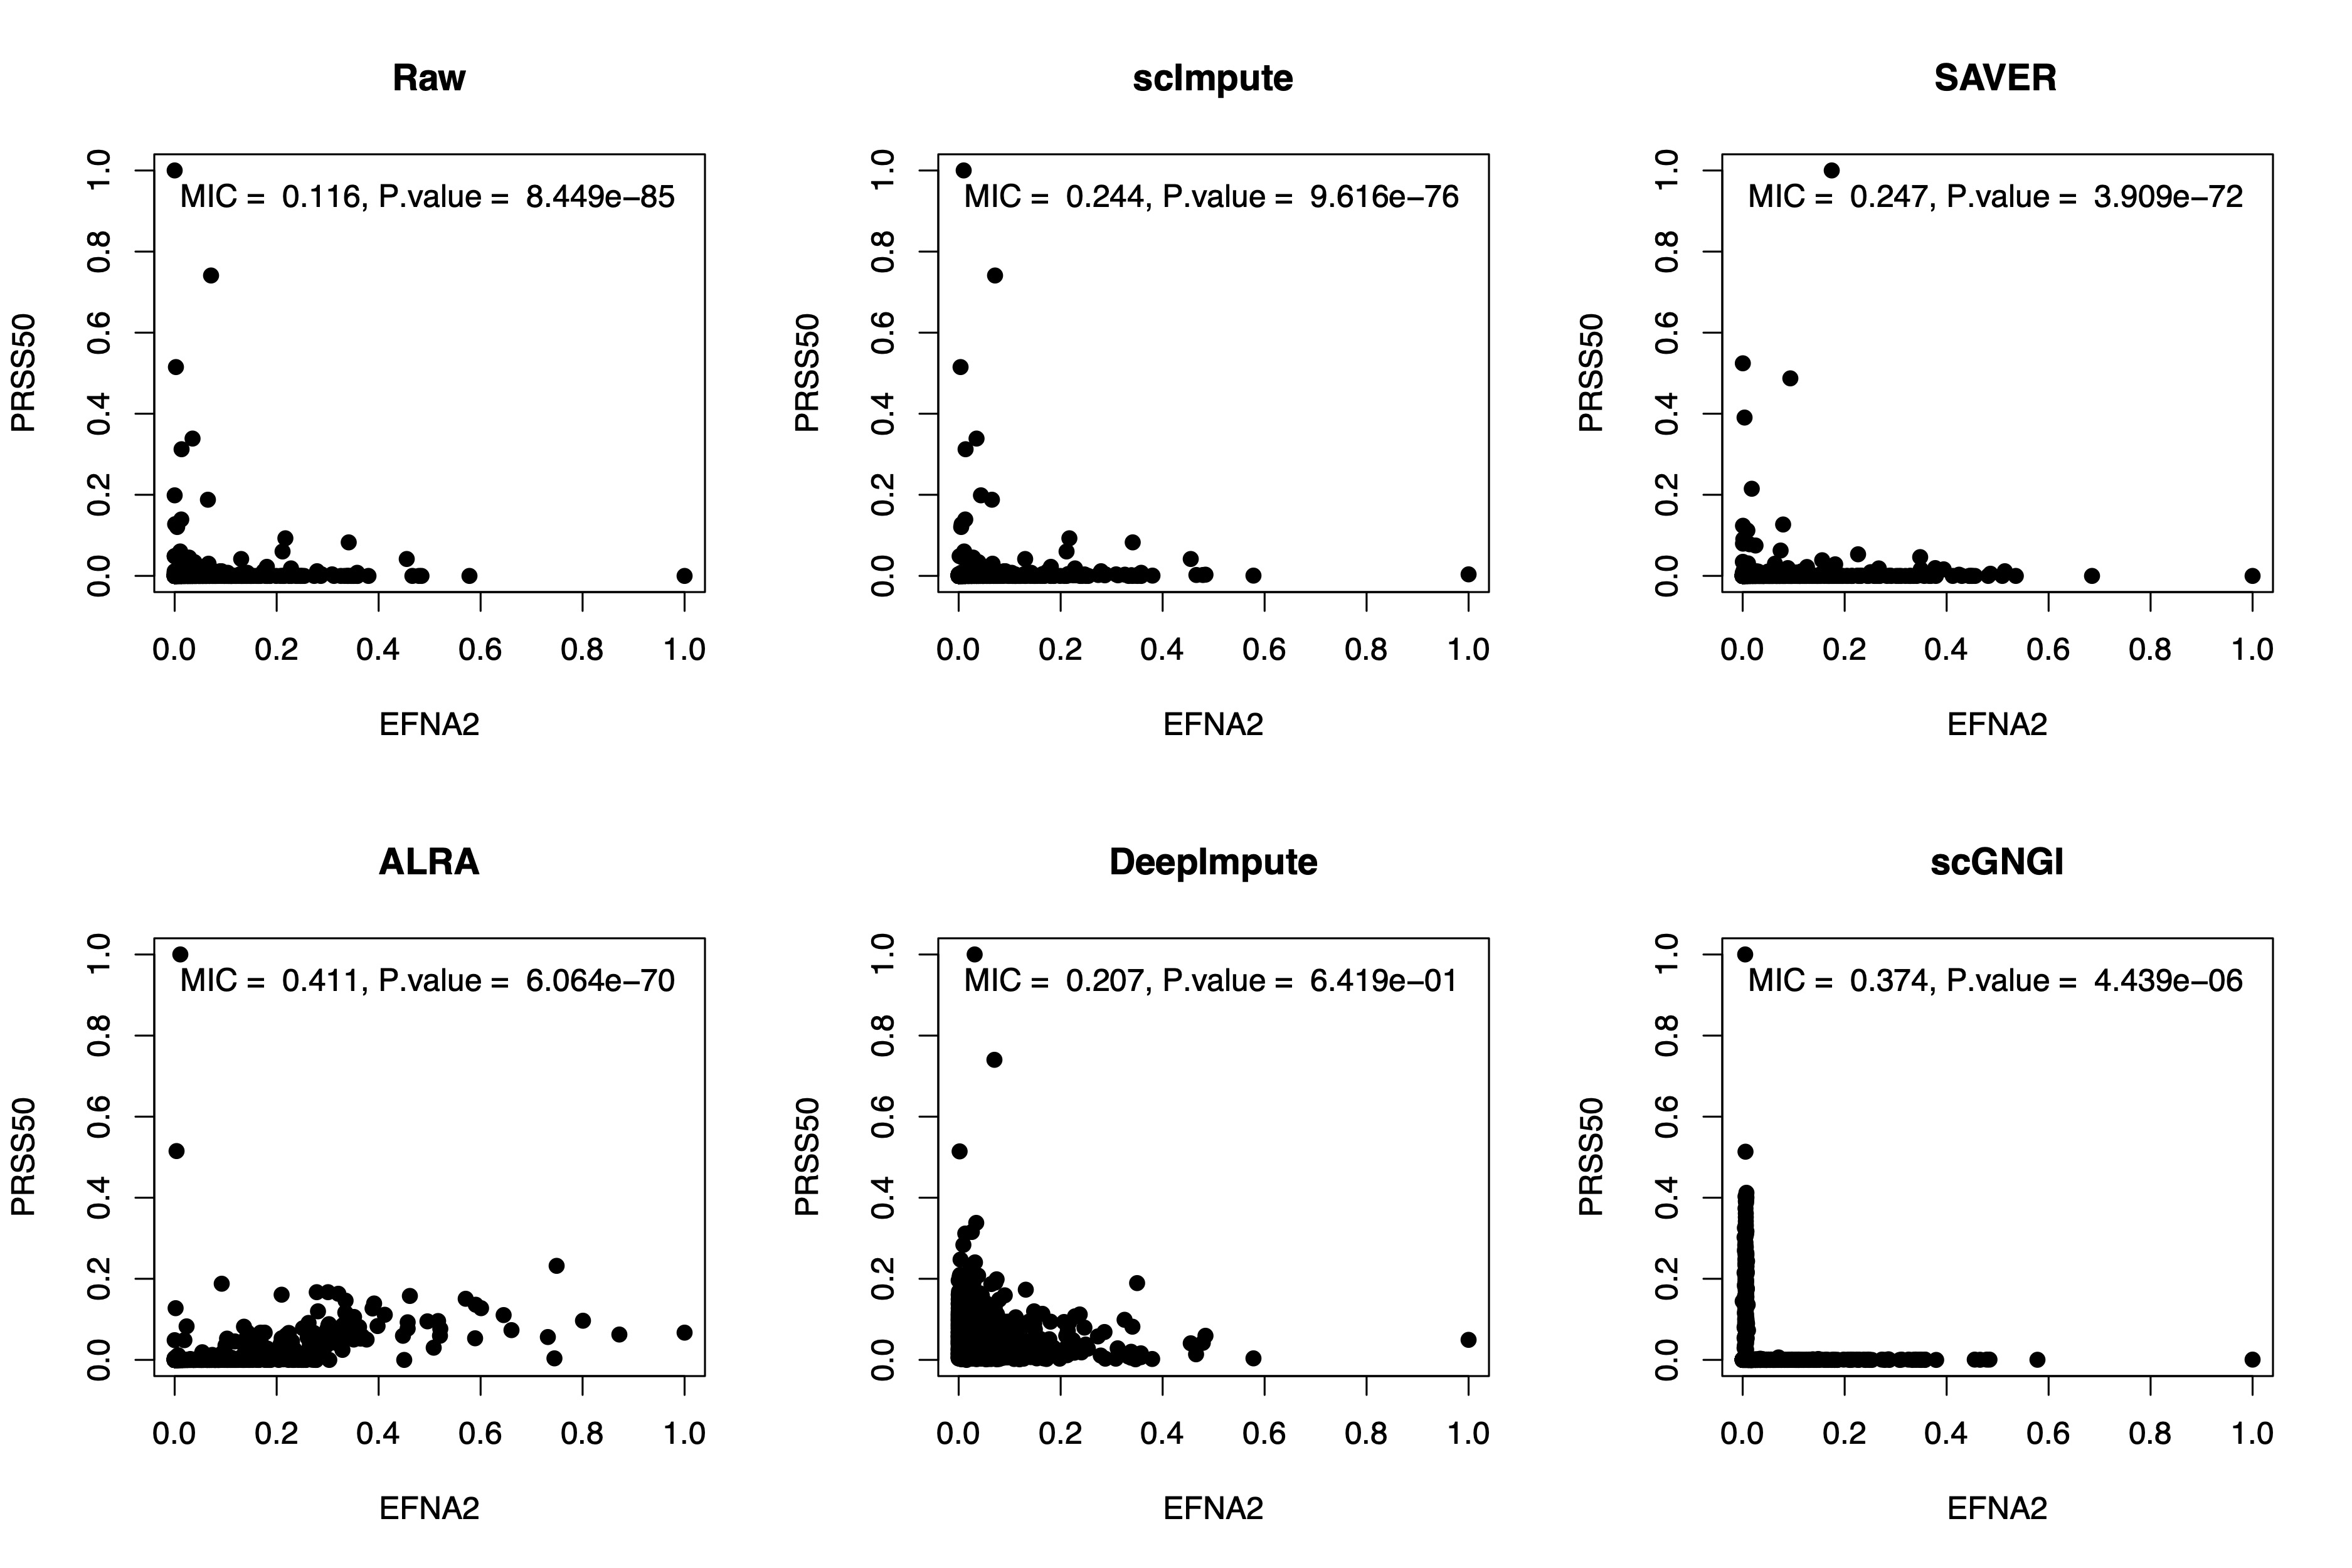 Raw
MIC = 0.116, P.value = 8.449e−85
PRSS50
1.0
0.8
0.6
0.4
0.2
0.0
0.0 0.2 0.4 0.6 0.8 1.0
EFNA2
scImpute
MIC = 0.244, P.value = 9.616e−76
PRSS50
1.0
0.8
0.6
0.4
0.2
0.0
0.0 0.2 0.4 0.6 0.8 1.0
EFNA2
SAVER
MIC = 0.247, P.value = 3.909e−72
PRSS50
1.0
0.8
0.6
0.4
0.2
0.0
0.0 0.2 0.4 0.6 0.8 1.0
EFNA2
ALRA
MIC = 0.411, P.value = 6.064e−70
PRSS50
1.0
0.8
0.6
0.4
0.2
0.0
0.0 0.2 0.4 0.6 0.8 1.0
EFNA2
DeepImpute
MIC = 0.207, P.value = 6.419e−01
PRSS50
1.0
0.8
0.6
0.4
0.2
0.0
0.0 0.2 0.4 0.6 0.8 1.0
EFNA2
scGNGI
MIC = 0.374, P.value = 4.439e−06
PRSS50
1.0
0.8
0.6
0.4
0.2
0.0
0.0 0.2 0.4 0.6 0.8 1.0
EFNA2